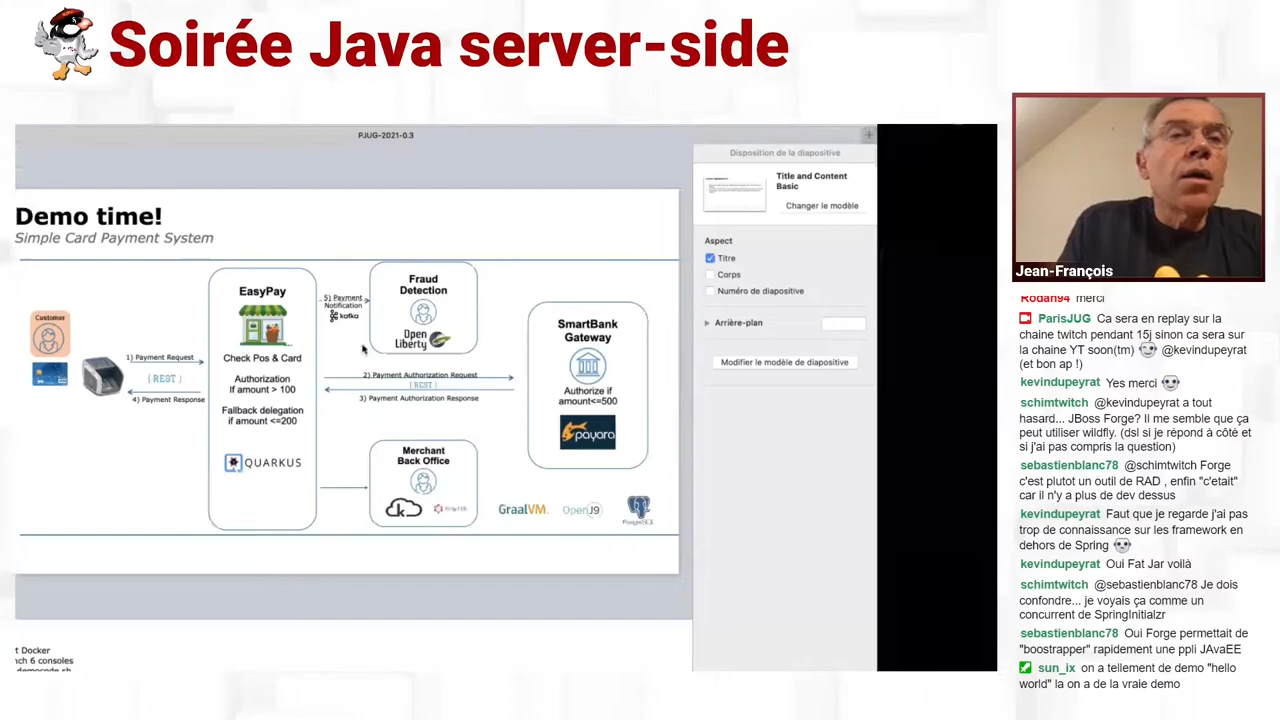 Soirée Java server-side
PJUG-2021-0.3
Demo time!
Simple Card Payment System
Customer
1) Payment Request
[ REST ]
4) Payment Response
EasyPay
Check Pos & Card
Authorization
If amount > 100
Fallback delegation
if amount <=200
QUARKUS
5) Payment
Notification
kafka
Fraud
Detection
Open
Liberty
2) Payment Authorization Request
[ REST ]
3) Payment Authorization Response
SmartBank
Gateway
Authorize if
amount<=500
payara
Merchant
Back Office
GraalVM.
OpenJ9
PostgreSQL
t Docker
nch 6 consoles
democode.sh
Disposition de la diapositive
Title and Content
Basic
Changer le modèle
Aspect
Titre
Corps
Numéro de diapositive
Arrière-plan
Modifier le modèle de diapositive
Jean-François
Rodan94 merci
ParisJUG Ca sera en replay sur la
chaine twitch pendant 15j sinon ca sera sur
la chaine YT soon(tm) @kevindupeyrat
(et bon ap !)
kevindupeyrat Yes merci
schimtwitch @kevindupeyrat a tout
hasard... JBoss Forge? Il me semble que ça
peut utiliser wildfly. (dsl si je répond à côté et
si j'ai pas compris la question)
sebastienblanc78 @schimtwitch Forge
c'est plutot un outil de RAD , enfin "c'etait"
car il n'y a plus de dev dessus
kevindupeyrat Faut que je regarde j'ai pas
trop de connaissance sur les framework en
dehors de Spring
kevindupeyrat Oui Fat Jar voilà
schimtwitch @sebastienblanc78 Je dois
confondre... je voyais ça comme un
concurrent de SpringInitialzr
sebastienblanc78 Oui Forge permettait de
"boostrapper" rapidement une ppli JAvaEE
sun_ix on a tellement de demo "hello
world" la on a de la vraie demo